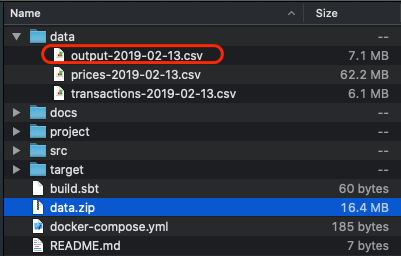 Name Size
data --
output-2019-02-13.csv 7.1 MB
prices-2019-02-13.csv 62.2 MB
transactions-2019-02-13.csv 6.1 MB
docs --
project --
src --
target --
build.sbt 60 bytes
data.zip 16.4 MB
docker-compose.yml 185 bytes
README.md 7 bytes